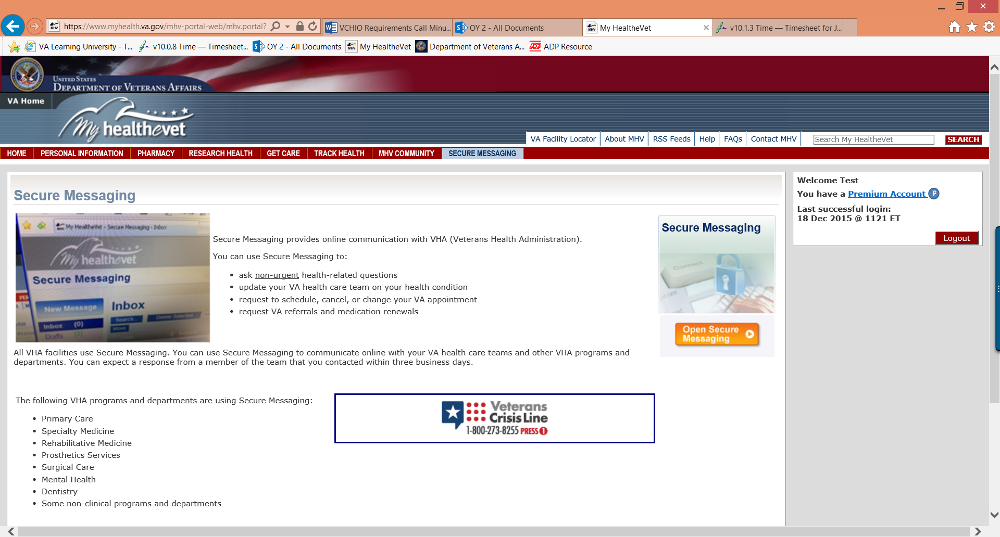 https://www.myhealth.va.gov/mhv-portal-web/mhv.portal?
VCHIO Requirements Call Minu...
OY 2 - All Documents
My HealtheVet
v10.1.3 Time — Timesheet for J...
VA Learning University - T...
v10.0.8 Time — Timesheet...
OY 2 - All Documents
My HealtheVet
Department of Veterans A...
ADP Resource
UNITED STATES
DEPARTMENT OF VETERANS AFFAIRS
VA Home
My healthevet
VA Facility Locator
About MHV
RSS Feeds
Help
FAQs
Contact MHV
Search My HealtheVet
SEARCH
HOME
PERSONAL INFORMATION
PHARMACY
RESEARCH HEALTH
GET CARE
TRACK HEALTH
MHV COMMUNITY
SECURE MESSAGING
Secure Messaging
My HealtheVet - Secure Messaging - Inbox
My healthevet
Secure Messaging
New Message
Inbox
Search...
Delete Selected
Inbox (0)
Move
Drafts [3]
Secure Messaging provides online communication with VHA (Veterans Health Administration).
You can use Secure Messaging to:
• ask non-urgent health-related questions
• update your VA health care team on your health condition
• request to schedule, cancel, or change your VA appointment
• request VA referrals and medication renewals
Secure Messaging
Connect
Open Secure
Messaging
All VHA facilities use Secure Messaging. You can use Secure Messaging to communicate online with your VA health care teams and other VHA programs and
departments. You can expect a response from a member of the team that you contacted within three business days.
The following VHA programs and departments are using Secure Messaging:
• Primary Care
• Specialty Medicine
• Rehabilitative Medicine
• Prosthetics Services
• Surgical Care
• Mental Health
• Dentistry
• Some non-clinical programs and departments
Veterans
Crisis Line
1-800-273-8255 PRESS 1
Welcome Test
You have a Premium Account P
Last successful login:
18 Dec 2015 @ 1121 ET
Logout